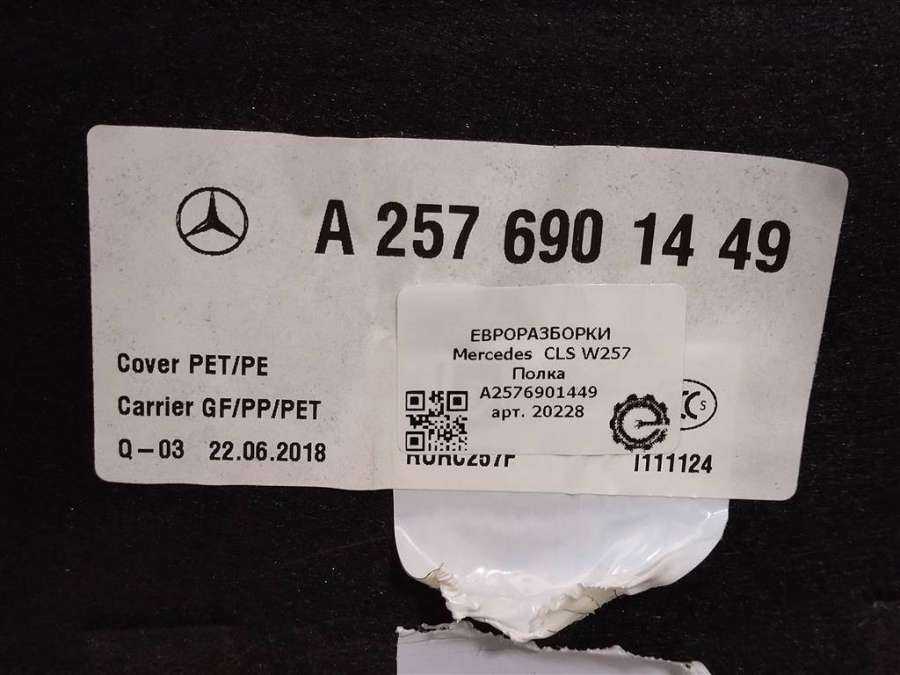 A 257 690 14 49
ЕВРОРАЗБОРКИ
Mercedes CLS W257
Полка
A2576901449
арт. 20228
Cover PET/PE
Carrier GF/PP/PET
Q-03 22.06.2018
1111124